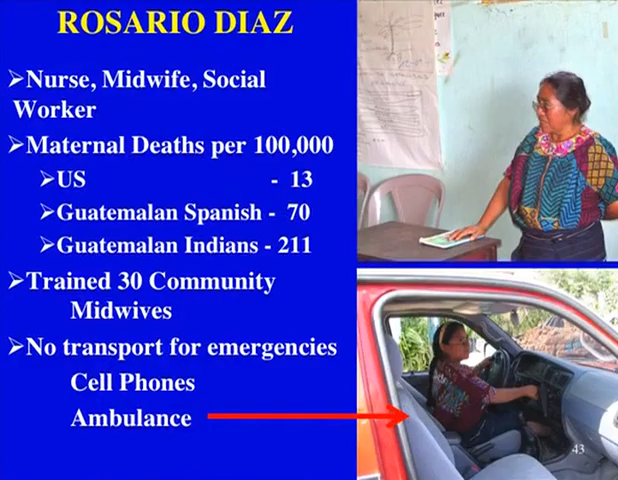 ROSARIO DIAZ
➢Nurse, Midwife, Social
Worker
➢Maternal Deaths per 100,000
➢US - 13
➢Guatemalan Spanish - 70
➢Guatemalan Indians - 211
➢Trained 30 Community
Midwives
➢No transport for emergencies
Cell Phones
Ambulance
43